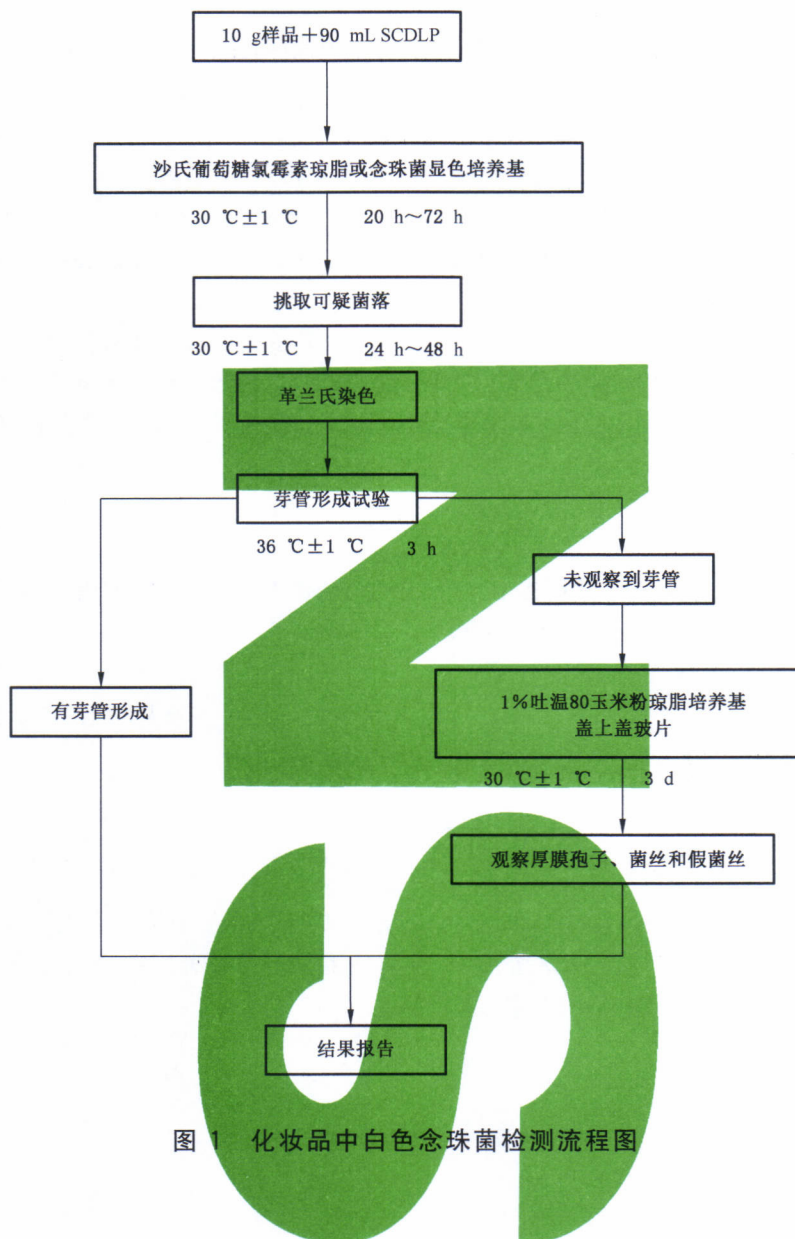 10 g样品+90 mL SCDLP
沙氏葡萄糖氯霉素琼脂或念珠菌显色培养基
30 ℃±1 ℃ 20 h～72 h
挑取可疑菌落
30 ℃±1 ℃ 24 h～48 h
革兰氏染色
芽管形成试验
36 ℃±1 ℃ 3 h
未观察到芽管
有芽管形成
1%吐温80玉米粉琼脂培养基
盖上盖玻片
30 ℃±1 ℃ 3 d
观察厚膜孢子、菌丝和假菌丝
结果报告
图 1 化妆品中白色念珠菌检测流程图
SN